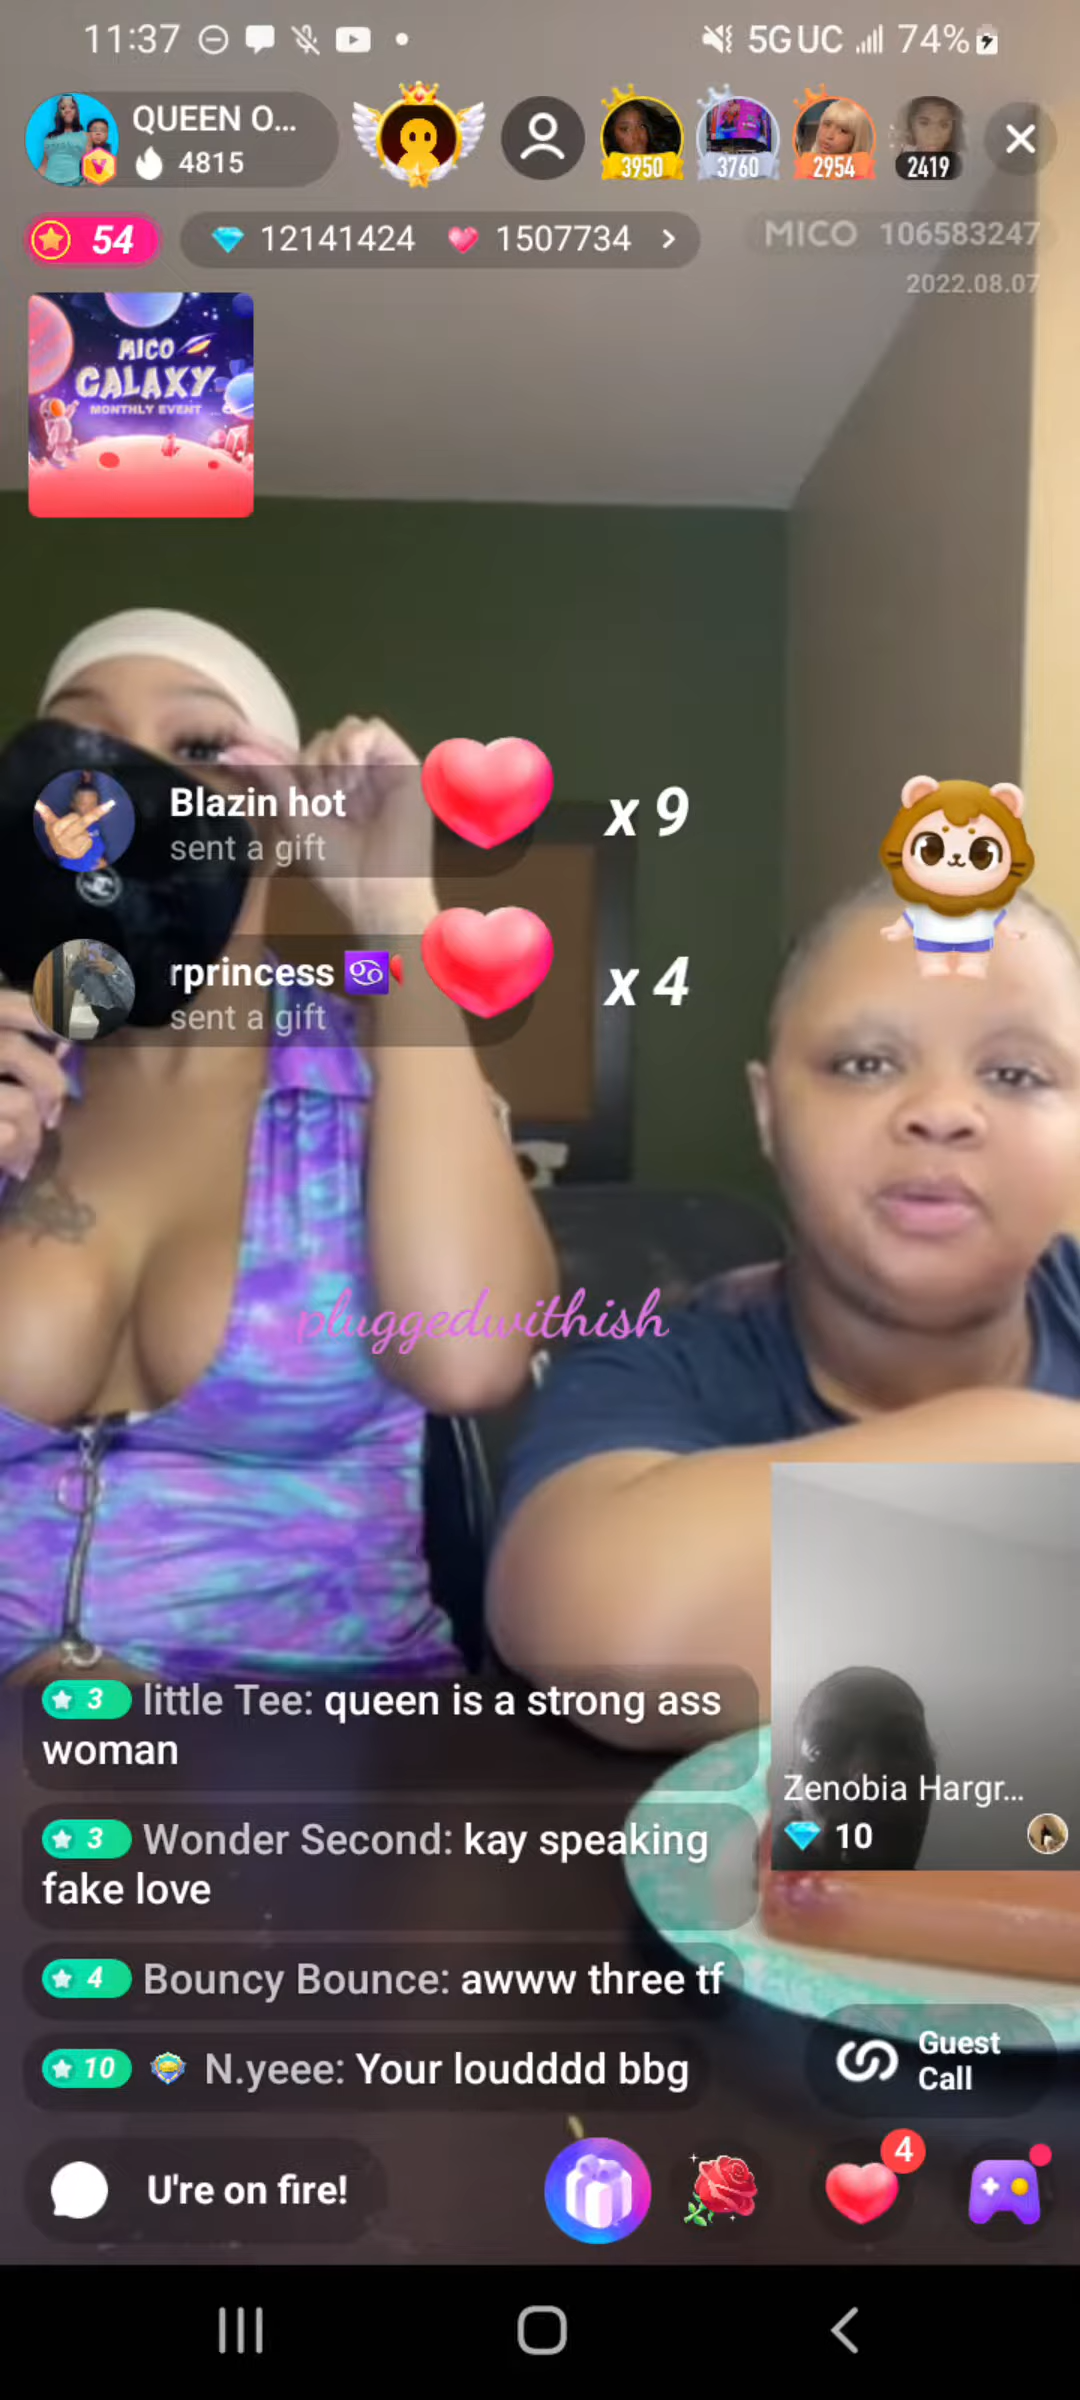 11:37
5G UC 74%
QUEEN O...
4815
3950
3760
2954
2419
54
12141424
1507734
MICO 106583247
2022.08.07
MICO
GALAXY
MONTHLY EVENT
Blazin hot
sent a gift
x 9
rprincess
sent a gift
x 4
pluggedwithish
3 little Tee: queen is a strong ass
woman
Zenobia Hargr...
10
3 Wonder Second: kay speaking
fake love
4 Bouncy Bounce: awww three tf
10 N.yeee: Your loudddd bbg
Guest
Call
U're on fire!
4